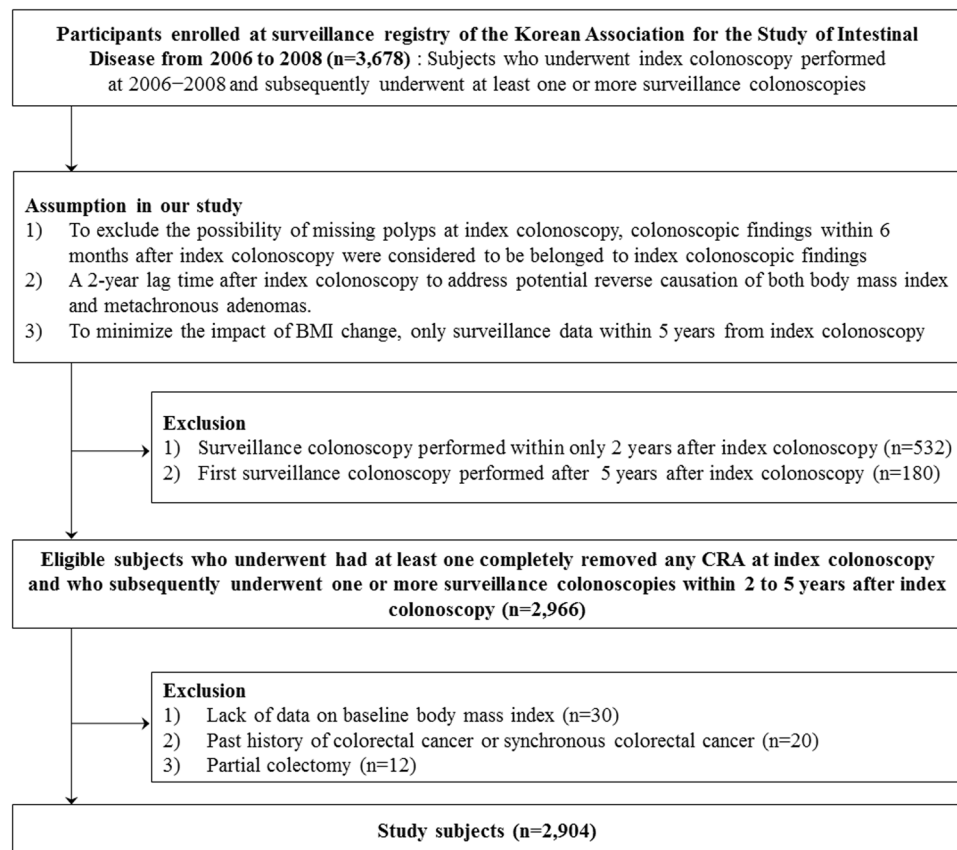 Participants enrolled at surveillance registry of the Korean Association for the Study of Intestinal
Disease from 2006 to 2008 (n=3,678) : Subjects who underwent index colonoscopy performed
at 2006−2008 and subsequently underwent at least one or more surveillance colonoscopies
Assumption in our study
1) To exclude the possibility of missing polyps at index colonoscopy, colonoscopic findings within 6
months after index colonoscopy were considered to be belonged to index colonoscopic findings
2) A 2-year lag time after index colonoscopy to address potential reverse causation of both body mass index
and metachronous adenomas.
3) To minimize the impact of BMI change, only surveillance data within 5 years from index colonoscopy
Exclusion
1) Surveillance colonoscopy performed within only 2 years after index colonoscopy (n=532)
2) First surveillance colonoscopy performed after 5 years after index colonoscopy (n=180)
Eligible subjects who underwent had at least one completely removed any CRA at index colonoscopy
and who subsequently underwent one or more surveillance colonoscopies within 2 to 5 years after index
colonoscopy (n=2,966)
Exclusion
1) Lack of data on baseline body mass index (n=30)
2) Past history of colorectal cancer or synchronous colorectal cancer (n=20)
3) Partial colectomy (n=12)
Study subjects (n=2,904)